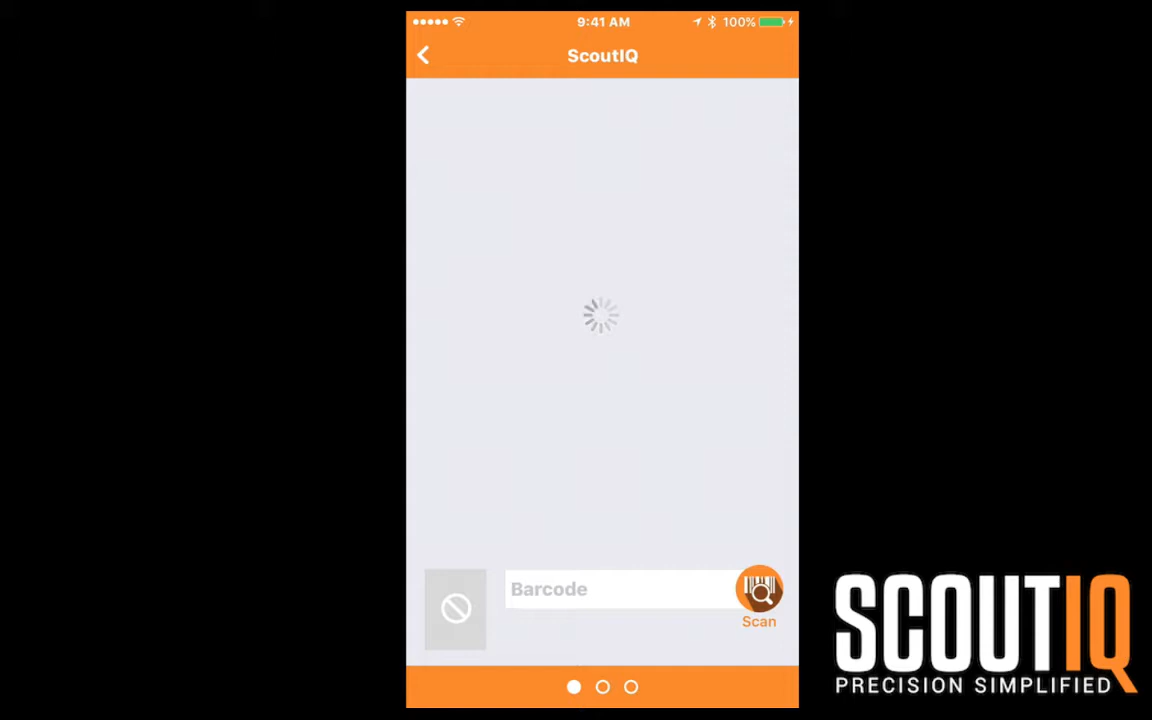 9:41 AM
100%
ScoutIQ
Barcode
Scan
SCOUTIQ
PRECISION SIMPLIFIED